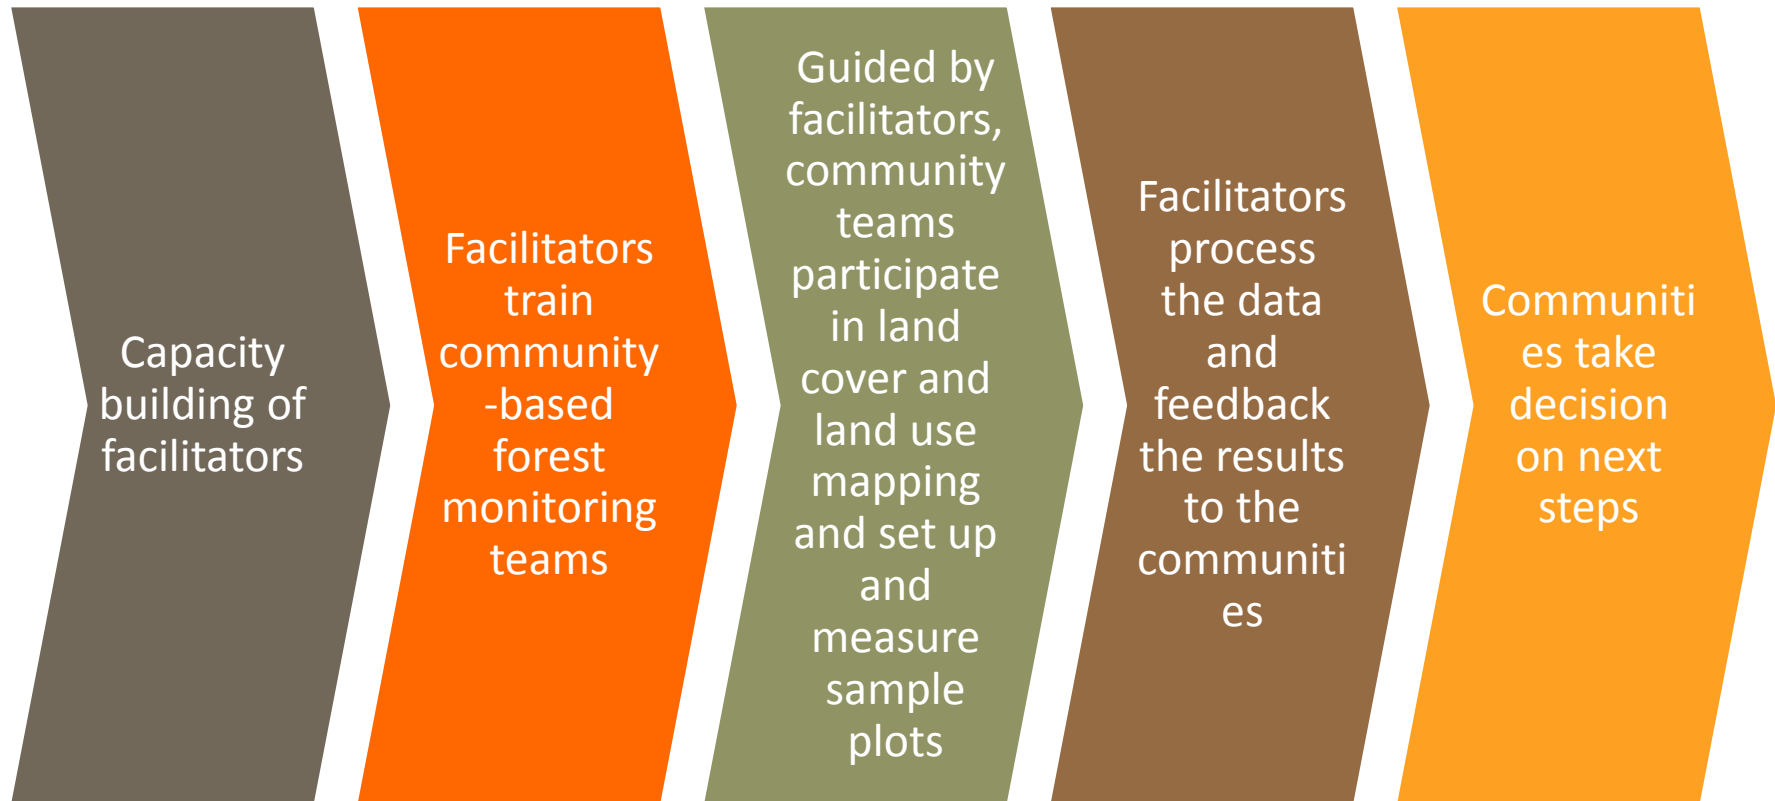 Capacity
building of
facilitators
Facilitators
train
community
-based
forest
monitoring
teams
Guided by
facilitators,
community
teams
participate
in land
cover and
land use
mapping
and set up
and
measure
sample
plots
Facilitators
process
the data
and
feedback
the results
to the
communiti
es
Communiti
es take
decision
on next
steps